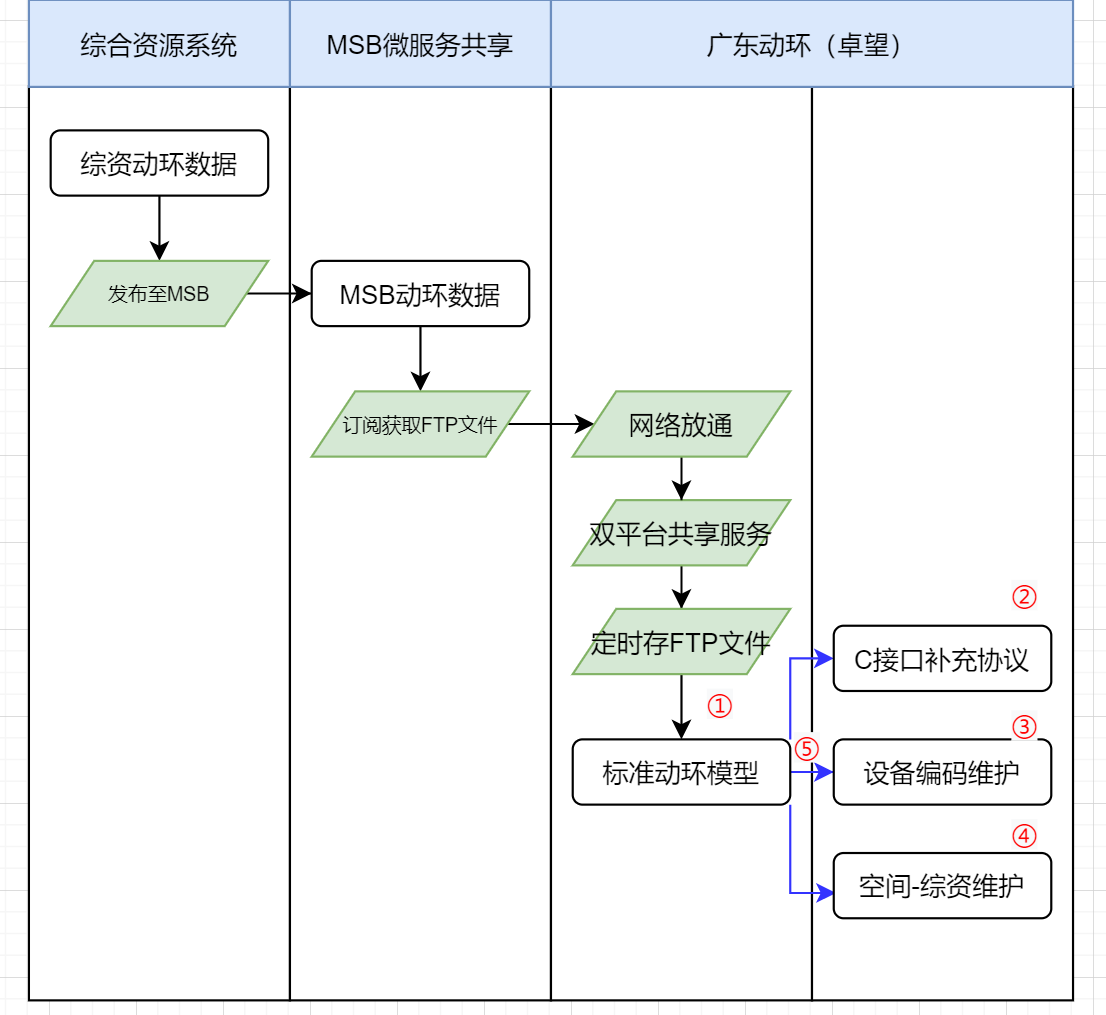 综合资源系统
MSB微服务共享
广东动环（卓望）
综资动环数据
发布至MSB
MSB动环数据
订阅获取FTP文件
网络放通
双平台共享服务
定时存FTP文件
①
标准动环模型
⑤
②
C接口补充协议
③
设备编码维护
④
空间-综资维护